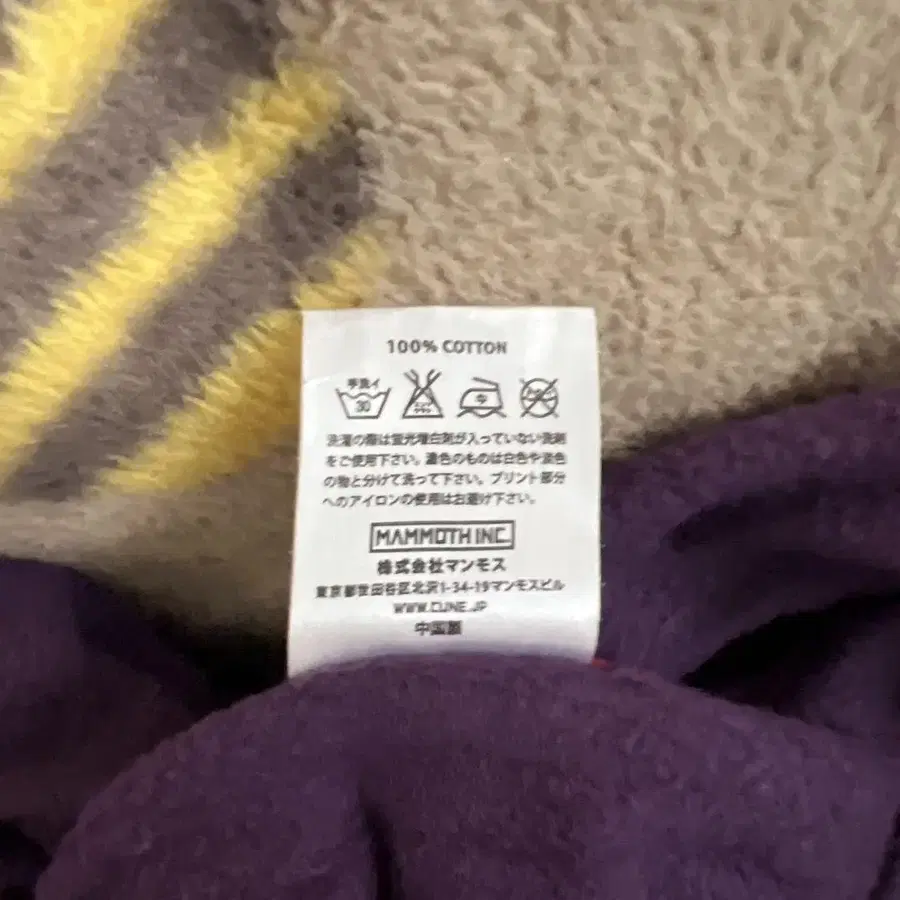 100% COTTON
手洗イ
30
中
洗濯の際は蛍光増白剤が入っていない洗剤
をご使用下さい。濃色のものは白色や淡色
の物と分けて洗って下さい。プリント部分
へのアイロンの使用はお避け下さい。
MAMMOTH INC.
株式会社マンモス
東京都世田谷区北沢1-34-19マンモスビル
WWW.CLINE.JP
中国製